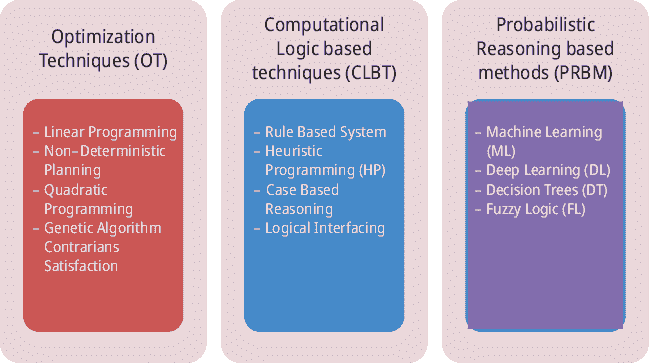 Optimization
Techniques (OT)
– Linear Programming
– Non-Deterministic
Planning
– Quadratic
Programming
– Genetic Algorithm
Contrarians
Satisfaction
Computational
Logic based
techniques (CLBT)
– Rule Based System
– Heuristic
Programming (HP)
– Case Based
Reasoning
– Logical Interfacing
Probabilistic
Reasoning based
methods (PRBM)
– Machine Learning
(ML)
– Deep Learning (DL)
– Decision Trees (DT)
– Fuzzy Logic (FL)